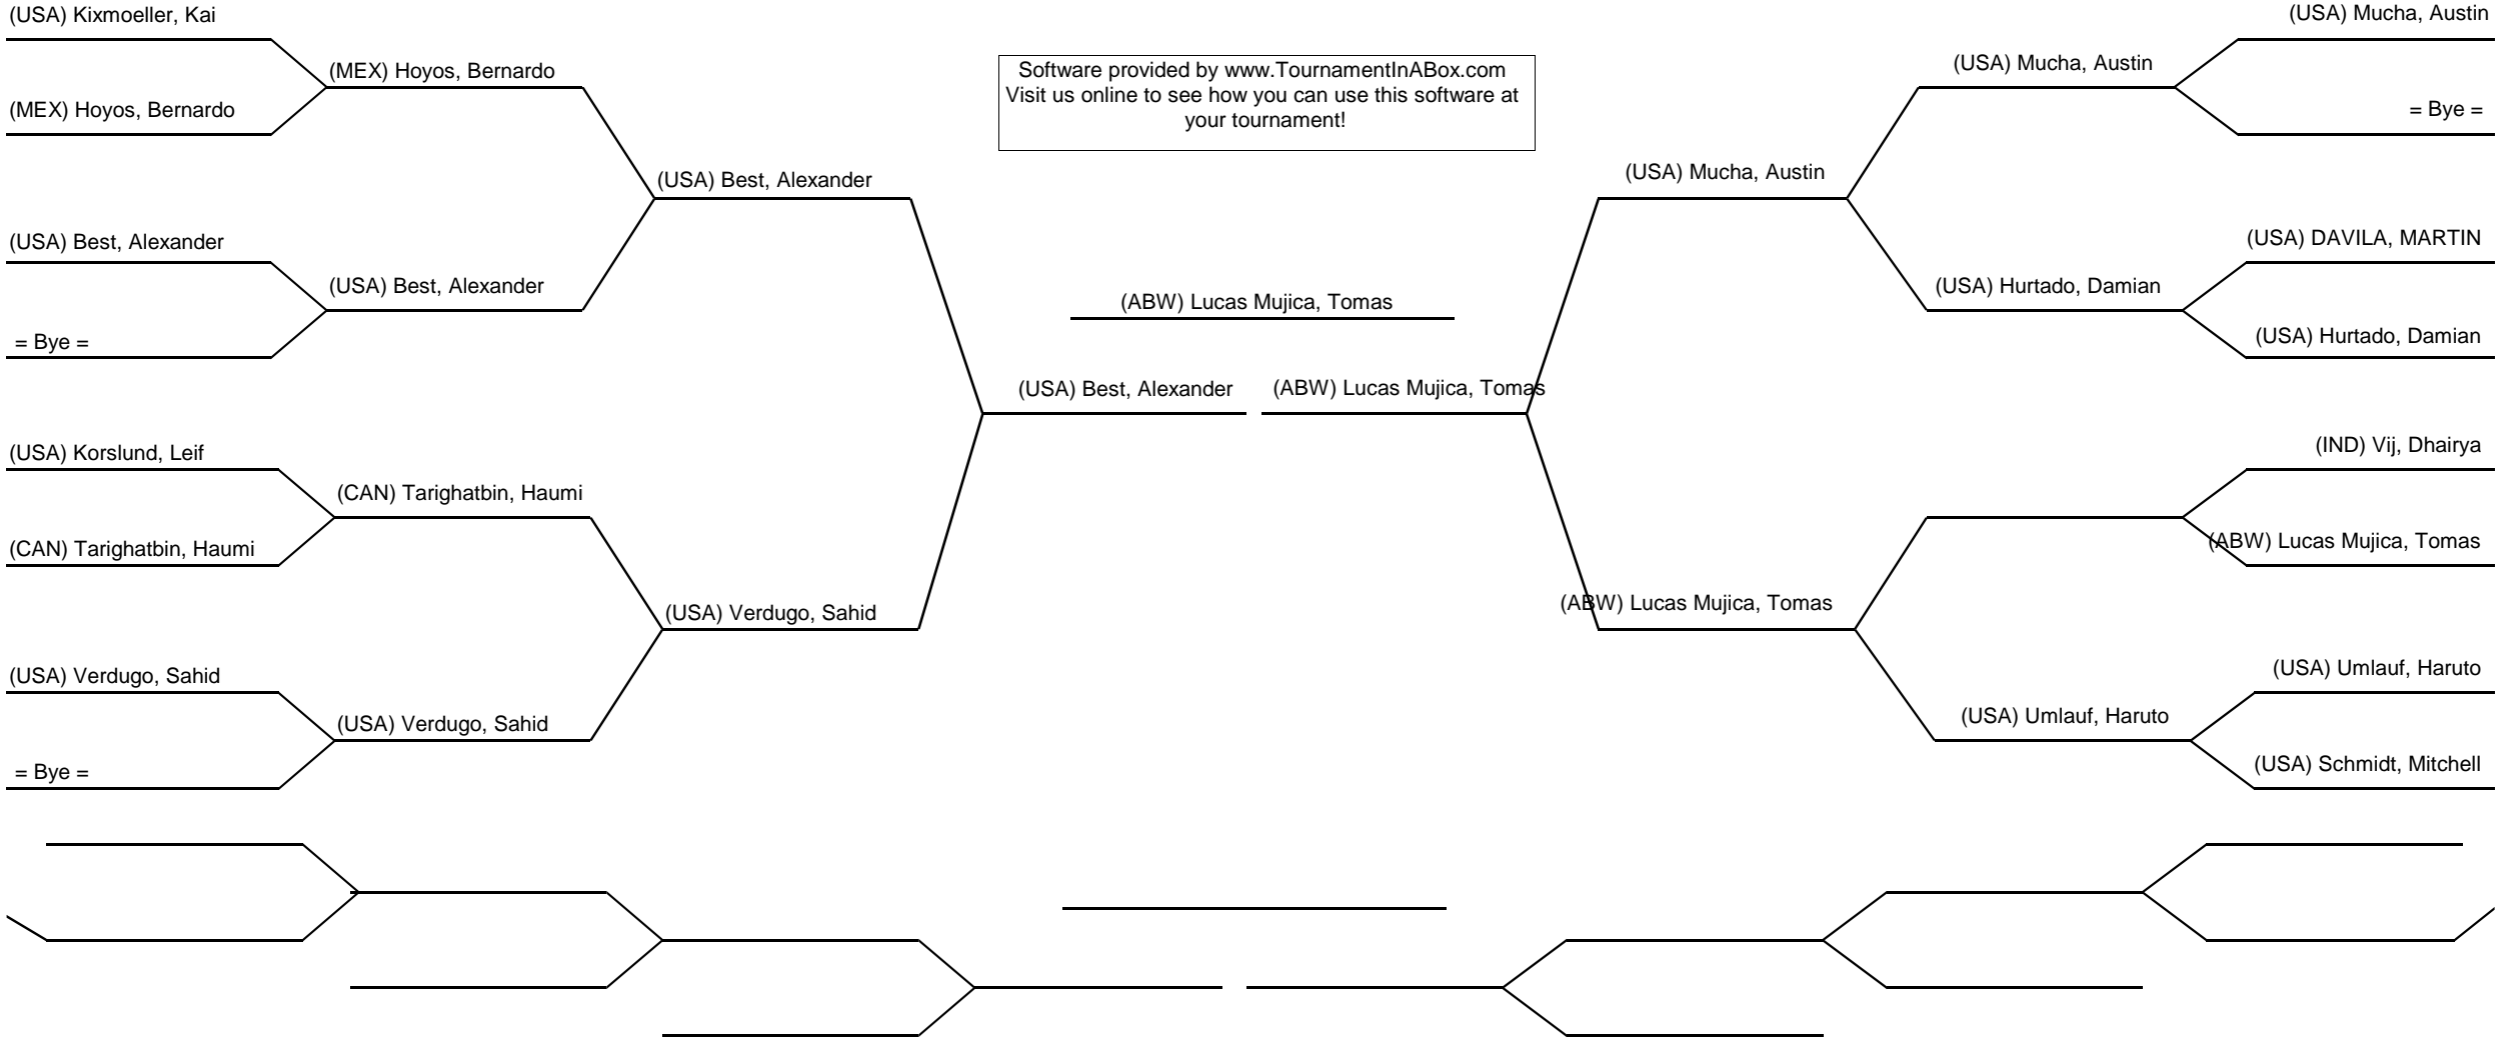 (USA) Kixmoeller, Kai
(MEX) Hoyos, Bernardo
(USA) Best, Alexander
= Bye =
(USA) Korslund, Leif
(CAN) Tarighatbin, Haumi
(USA) Verdugo, Sahid
= Bye =
(MEX) Hoyos, Bernardo
(USA) Best, Alexander
(CAN) Tarighatbin, Haumi
(USA) Verdugo, Sahid
(USA) Best, Alexander
(USA) Verdugo, Sahid
Software provided by www.TournamentInABox.com
Visit us online to see how you can use this software at
your tournament!
(ABW) Lucas Mujica, Tomas
(USA) Best, Alexander
(ABW) Lucas Mujica, Tomas
(USA) Mucha, Austin
(ABW) Lucas Mujica, Tomas
(USA) Mucha, Austin
(USA) Hurtado, Damian
(USA) Umlauf, Haruto
(USA) Mucha, Austin
= Bye =
(USA) DAVILA, MARTIN
(USA) Hurtado, Damian
(IND) Vij, Dhairya
(ABW) Lucas Mujica, Tomas
(USA) Umlauf, Haruto
(USA) Schmidt, Mitchell